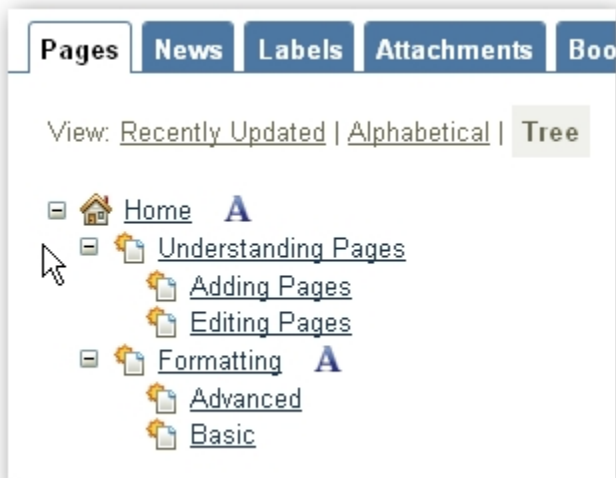 Pages News Labels Attachments Boo
View: Recently Updated | Alphabetical | Tree
Home A
Understanding Pages
Adding Pages
Editing Pages
Formatting A
Advanced
Basic